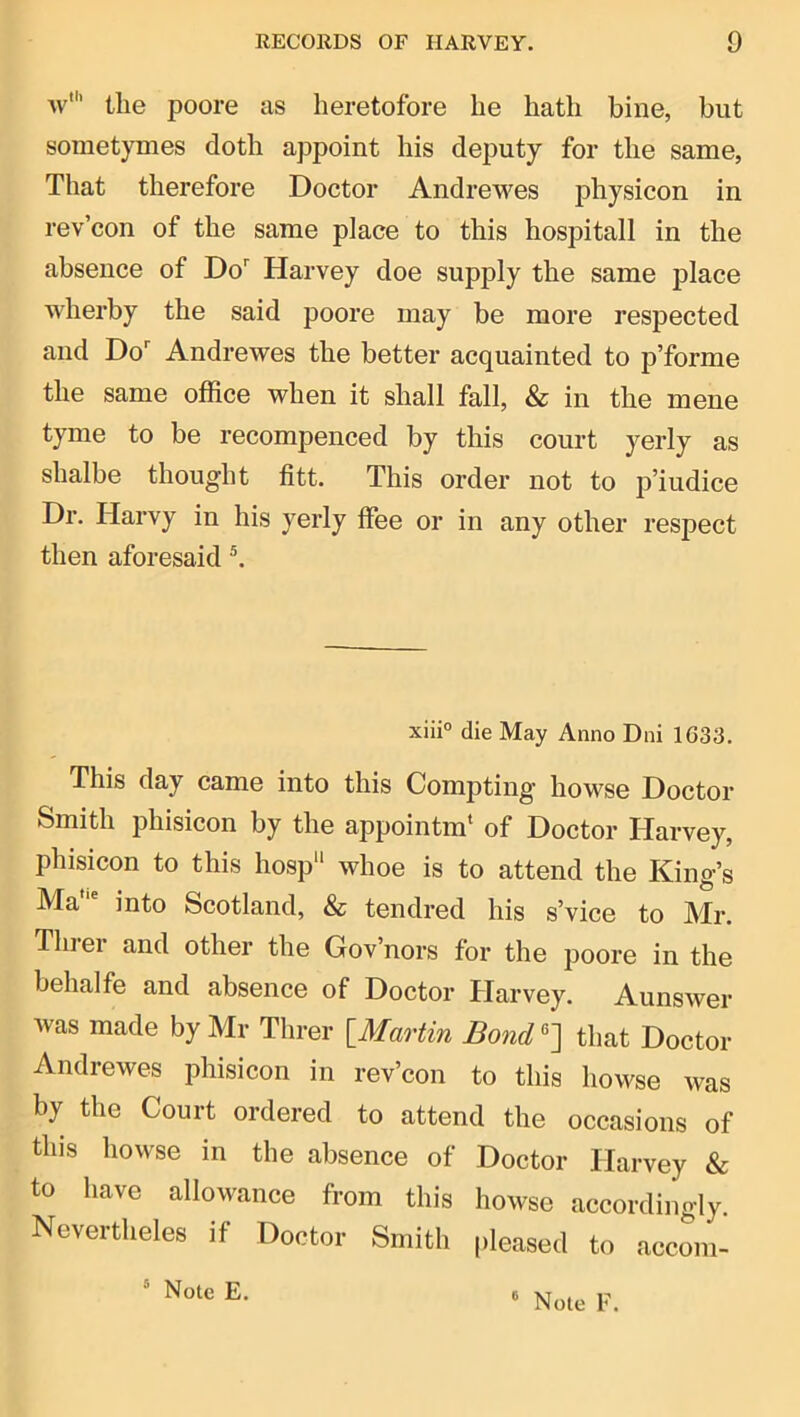 RECORDS OF HARVEY. 9
wᵗʰ the poore as heretofore he hath bine, but
sometymes doth appoint his deputy for the same,
That therefore Doctor Andrewes physicon in
rev'con of the same place to this hospitall in the
absence of Doʳ Harvey doe supply the same place
wherby the said poore may be more respected
and Doʳ Andrewes the better acquainted to p'forme
the same office when it shall fall, & in the mene
tyme to be recompenced by this court yerly as
shalbe thought fitt. This order not to p'iudice
Dr. Harvy in his yerly ffee or in any other respect
then aforesaid ⁵.
xiii° die May Anno Dni 1633.
This day came into this Compting howse Doctor
Smith phisicon by the appointmᵗ of Doctor Harvey,
phisicon to this hospˡˡ whoe is to attend the King's
Maᵗⁱᵉ into Scotland, & tendred his s'vice to Mr.
Threr and other the Gov'nors for the poore in the
behalfe and absence of Doctor Harvey. Aunswer
was made by Mr Threr [Martin Bond ⁶] that Doctor
Andrewes phisicon in rev'con to this howse was
by the Court ordered to attend the occasions of
this howse in the absence of Doctor Harvey &
to have allowance from this howse accordingly.
Nevertheles if Doctor Smith pleased to accom-
⁵ Note E. ⁶ Note F.